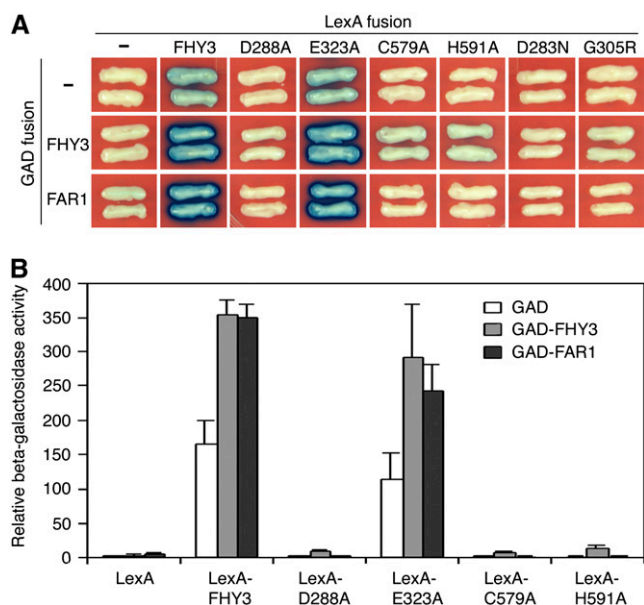 A
LexA fusion
– FHY3 D288A E323A C579A H591A D283N G305R
GAD fusion
–
FHY3
FAR1
B
Relative beta-galactosidase activity
400
350
300
250
200
150
100
50
0
GAD
GAD-FHY3
GAD-FAR1
LexA LexA- LexA- LexA- LexA- LexA-
FHY3 D288A E323A C579A H591A